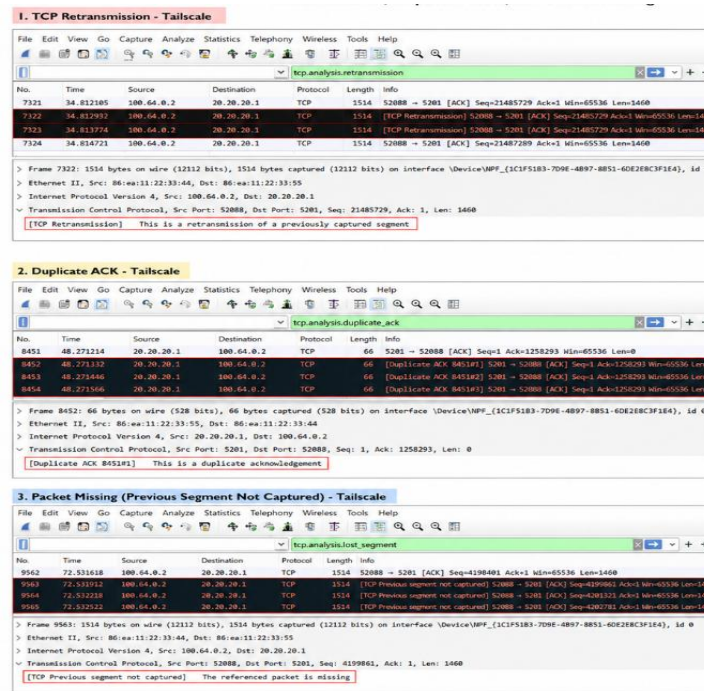 1. TCP Retransmission - Tailscale
File Edit View Go Capture Analyze Statistics Telephony Wireless Tools Help
tcp.analysis.retransmission
No. Time Source Destination Protocol Length Info
7321 34.812105 100.64.0.2 20.20.20.1 TCP 1514 52088 → 5201 [ACK] Seq=21485729 Ack=1 Win=65536 Len=1460
7322 34.812932 100.64.0.2 20.20.20.1 TCP 1514 [TCP Retransmission] 52088 → 5201 [ACK] Seq=21485729 Ack=1 Win=65536 Len=14
7323 34.813774 100.64.0.2 20.20.20.1 TCP 1514 [TCP Retransmission] 52088 → 5201 [ACK] Seq=21485729 Ack=1 Win=65536 Len=14
7324 34.814721 100.64.0.2 20.20.20.1 TCP 1514 52088 → 5201 [ACK] Seq=21487289 Ack=1 Win=65536 Len=1460
> Frame 7322: 1514 bytes on wire (12112 bits), 1514 bytes captured (12112 bits) on interface \Device\NPF_{1C1F51B3-7D9E-4B97-8B51-6DE2E8C3F1E4}, id
> Ethernet II, Src: 86:ea:11:22:33:44, Dst: 86:ea:11:22:33:55
> Internet Protocol Version 4, Src: 100.64.0.2, Dst: 20.20.20.1
Transmission Control Protocol, Src Port: 52088, Dst Port: 5201, Seq: 21485729, Ack: 1, Len: 1460
[TCP Retransmission] This is a retransmission of a previously captured segment
2. Duplicate ACK - Tailscale
File Edit View Go Capture Analyze Statistics Telephony Wireless Tools Help
tcp.analysis.duplicate_ack
No. Time Source Destination Protocol Length Info
8451 48.271214 20.20.20.1 100.64.0.2 TCP 66 5201 → 52088 [ACK] Seq=1 Ack=1258293 Win=65536 Len=0
8452 48.271332 20.20.20.1 100.64.0.2 TCP 66 [Duplicate ACK 8451#1] 5201 → 52088 [ACK] Seq=1 Ack=1258293 Win=65536 Len
8453 48.271446 20.20.20.1 100.64.0.2 TCP 66 [Duplicate ACK 8451#2] 5201 → 52088 [ACK] Seq=1 Ack=1258293 Win=65536 Len
8454 48.271566 20.20.20.1 100.64.0.2 TCP 66 [Duplicate ACK 8451#3] 5201 → 52088 [ACK] Seq=1 Ack=1258293 Win=65536 Len
> Frame 8452: 66 bytes on wire (528 bits), 66 bytes captured (528 bits) on interface \Device\NPF_{1C1F51B3-7D9E-4B97-8B51-6DE2E8C3F1E4}, id
> Ethernet II, Src: 86:ea:11:22:33:55, Dst: 86:ea:11:22:33:44
> Internet Protocol Version 4, Src: 20.20.20.1, Dst: 100.64.0.2
Transmission Control Protocol, Src Port: 5201, Dst Port: 52088, Seq: 1, Ack: 1258293, Len: 0
[Duplicate ACK 8451#1] This is a duplicate acknowledgement
3. Packet Missing (Previous Segment Not Captured) - Tailscale
File Edit View Go Capture Analyze Statistics Telephony Wireless Tools Help
tcp.analysis.lost_segment
No. Time Source Destination Protocol Length Info
9562 72.531618 100.64.0.2 20.20.20.1 TCP 1514 52088 → 5201 [ACK] Seq=4198401 Ack=1 Win=65536 Len=1460
9563 72.531912 100.64.0.2 20.20.20.1 TCP 1514 [TCP Previous segment not captured] 52088 → 5201 [ACK] Seq=4199861 Ack=1 Win=65536 Len=14
9564 72.532218 100.64.0.2 20.20.20.1 TCP 1514 [TCP Previous segment not captured] 52088 → 5201 [ACK] Seq=4201321 Ack=1 Win=65536 Len=14
9565 72.532522 100.64.0.2 20.20.20.1 TCP 1514 [TCP Previous segment not captured] 52088 → 5201 [ACK] Seq=4202781 Ack=1 Win=65536 Len=14
> Frame 9563: 1514 bytes on wire (12112 bits), 1514 bytes captured (12112 bits) on interface \Device\NPF_{1C1F51B3-7D9E-4B97-8B51-6DE2E8C3F1E4}, id 0
> Ethernet II, Src: 86:ea:11:22:33:44, Dst: 86:ea:11:22:33:55
> Internet Protocol Version 4, Src: 100.64.0.2, Dst: 20.20.20.1
Transmission Control Protocol, Src Port: 52088, Dst Port: 5201, Seq: 4199861, Ack: 1, Len: 1460
[TCP Previous segment not captured] The referenced packet is missing